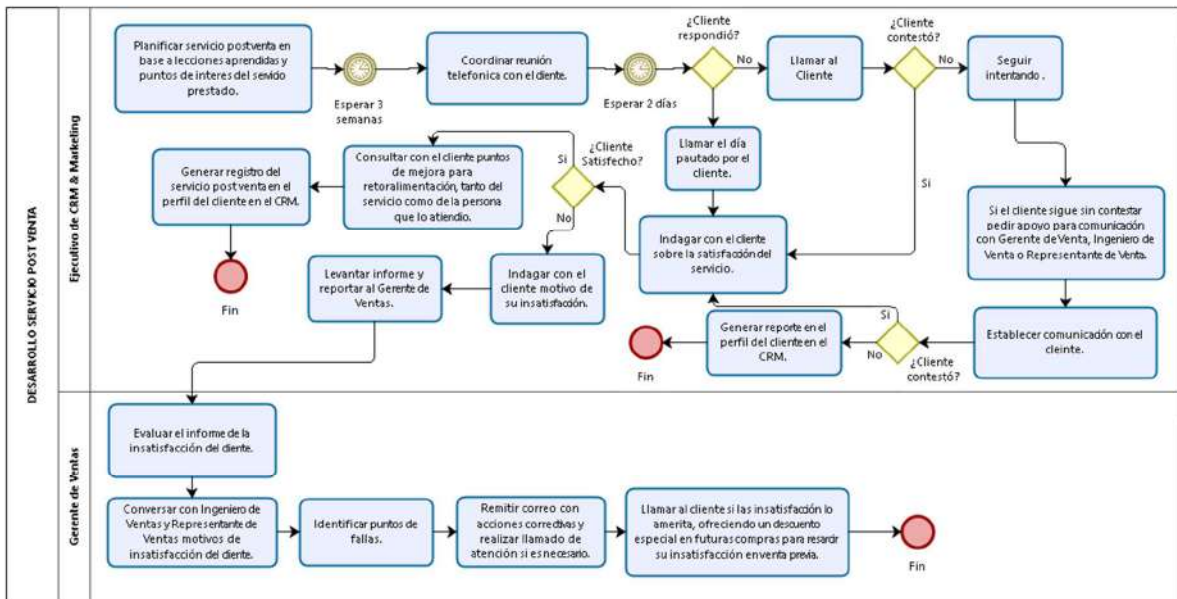 DESARROLLO SERVICIO POST VENTA
Ejecutivo de CRM & Marketing
Planificar servicio postventa en
base a lecciones aprendidas y
puntos de interes del servicio
prestado.
Esperar 3
semanas
Coordinar reunión
telefonica con el cliente.
Esperar 2 días
¿Cliente
respondió?
No
Llamar al
Cliente
¿Cliente
contestó?
No
Seguir
intentando .
Llamar el día
pautado por el
cliente.
Si
¿Cliente
Satisfecho?
Si
No
Consultar con el cliente puntos
de mejora para
retoralimentación, tanto del
servicio como de la persona
que lo atendio.
Generar registro del
servicio post venta en el
perfil del cliente en el CRM.
Fin
Indagar con el cliente
sobre la satisfacción del
servicio.
Si el cliente sigue sin contestar
pedir apoyo para comunicación
con Gerente de Venta, Ingeniero de
Venta o Representante de Venta.
Indagar con el
cliente motivo de
su insatisfacción.
Levantar informe y
reportar al Gerente de
Ventas.
Establecer comunicación con el
cleinte.
Si
No
¿Cliente
contestó?
Generar reporte en el
perfil del cliente en el
CRM.
Fin
Gerente de Ventas
Evaluar el informe de la
insatisfacción del cliente.
Conversar con Ingeniero de
Ventas y Representante de
Ventas motivos de
insatisfacción del cliente.
Identificar puntos de
fallas.
Remitir correo con
acciones correctivas y
realizar llamado de
atención si es necesario.
Llamar al cliente si las insatisfacción lo
amerita, ofreciendo un descuento
especial en futuras compras para resarcir
su insatisfacción en venta previa.
Fin